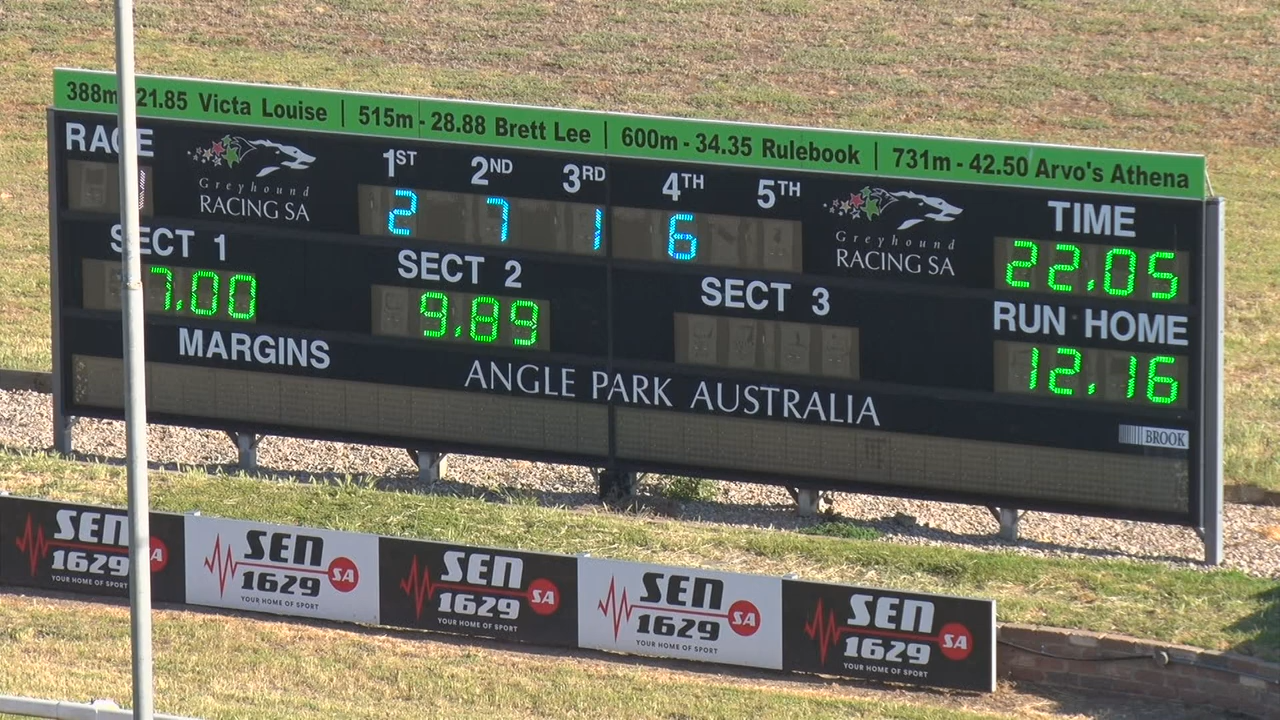 388m 21.85 Victa Louise | 515m - 28.88 Brett Lee | 600m - 34.35 Rulebook | 731m - 42.50 Arvo's Athena
RACE
Greyhound
RACING SA
1ST 2ND 3RD 4TH 5TH
2 7 1 6
Greyhound
RACING SA
TIME
22.05
SECT 1
7.00
SECT 2
9.89
SECT 3
RUN HOME
12.16
MARGINS
ANGLE PARK AUSTRALIA
BROOK
SEN
1629 SA
YOUR HOME OF SPORT
SEN
1629 SA
YOUR HOME OF SPORT
SEN
1629 SA
YOUR HOME OF SPORT
SEN
1629 SA
YOUR HOME OF SPORT
SEN
1629 SA
YOUR HOME OF SPORT